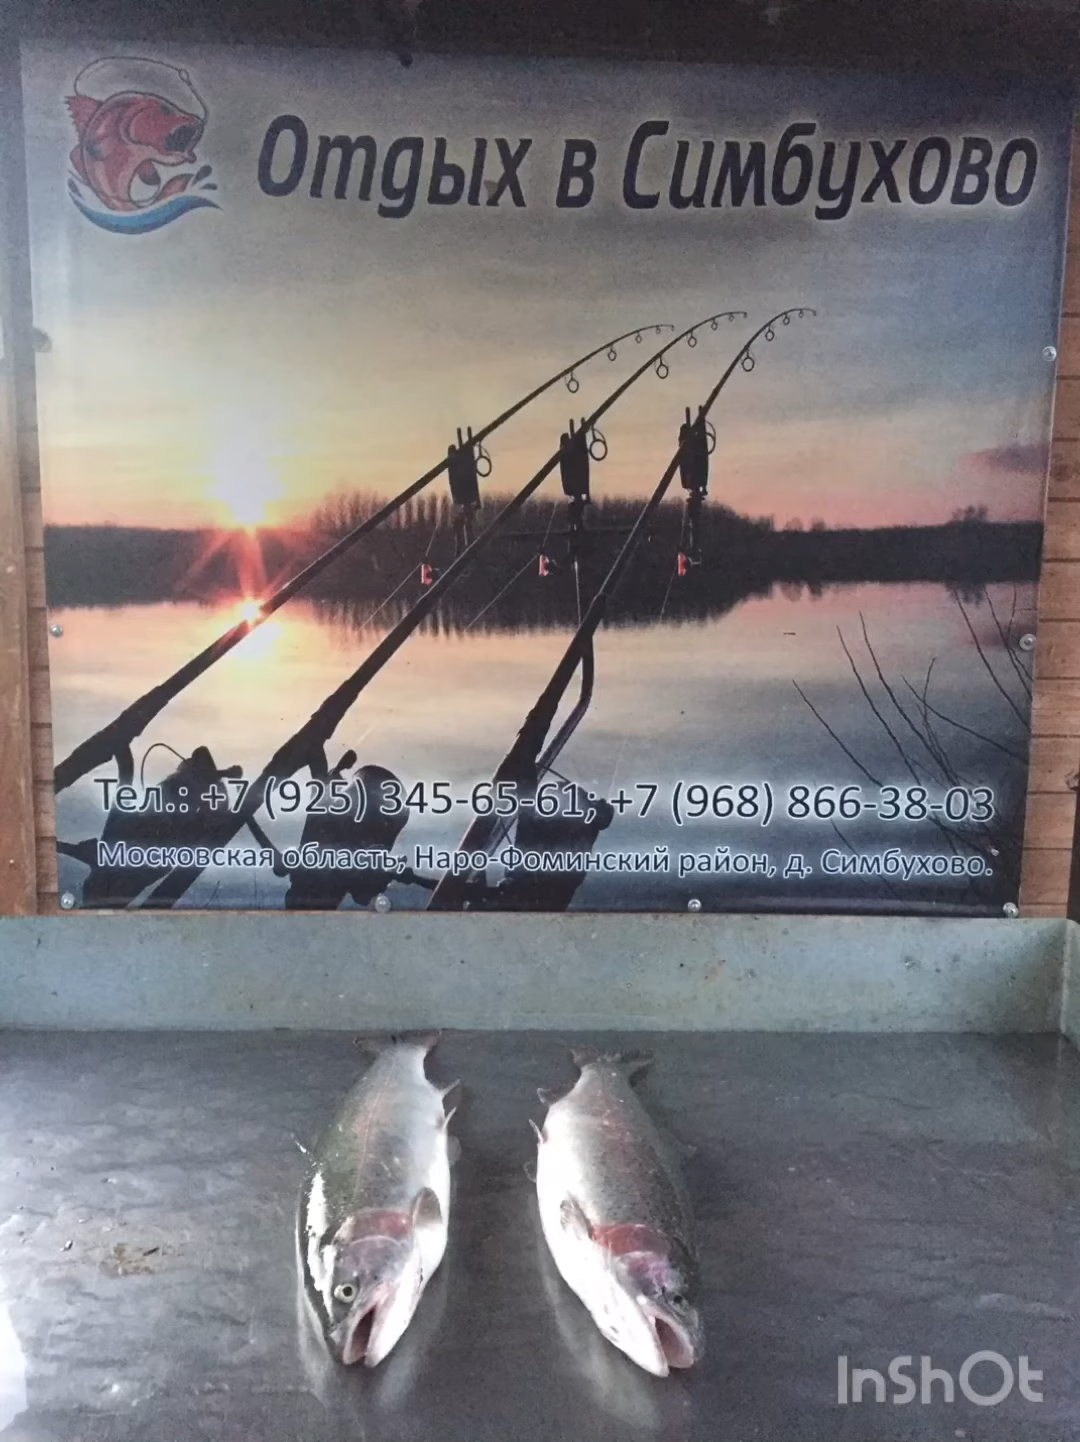 Отдых в Симбухово
Тел.: +7 (925) 345-65-61; +7 (968) 866-38-03
Московская область, Наро-Фоминский район, д. Симбухово.
InShOt